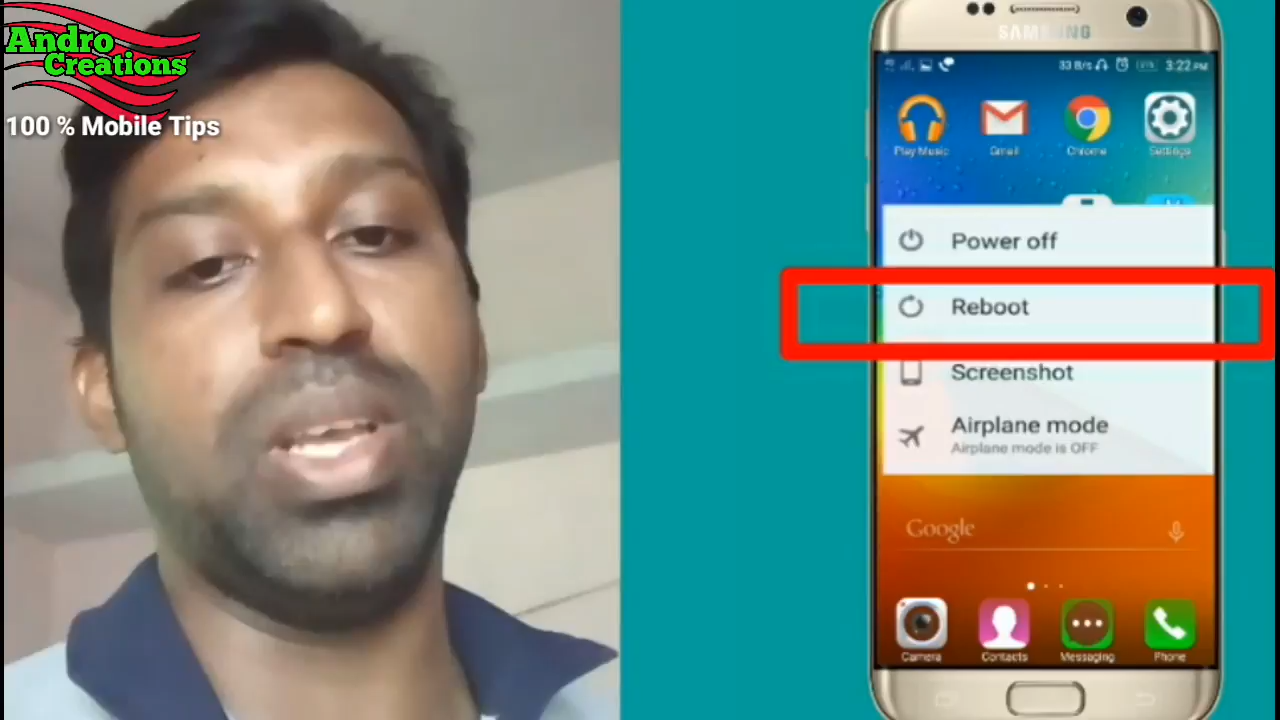 Andro
Creations
100 % Mobile Tips
SAMSUNG
33 B/s
3:22 PM
Play Music
Gmail
Chrome
Settings
Power off
Reboot
Screenshot
Airplane mode
Airplane mode is OFF
Google
Camera
Contacts
Messaging
Phone